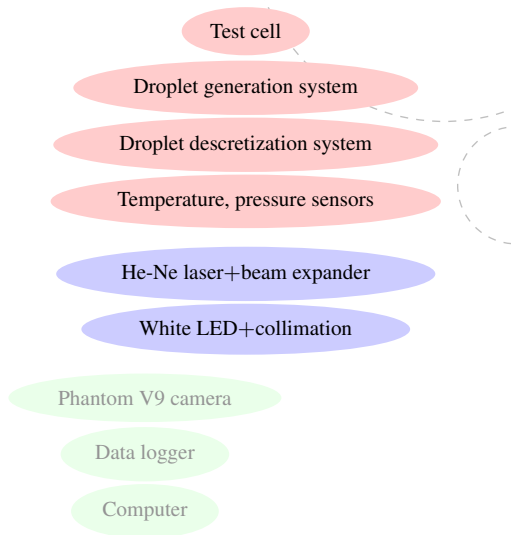 Test cell
Droplet generation system
Droplet descretization system
Temperature, pressure sensors
He-Ne laser+beam expander
White LED+collimation
Phantom V9 camera
Data logger
Computer